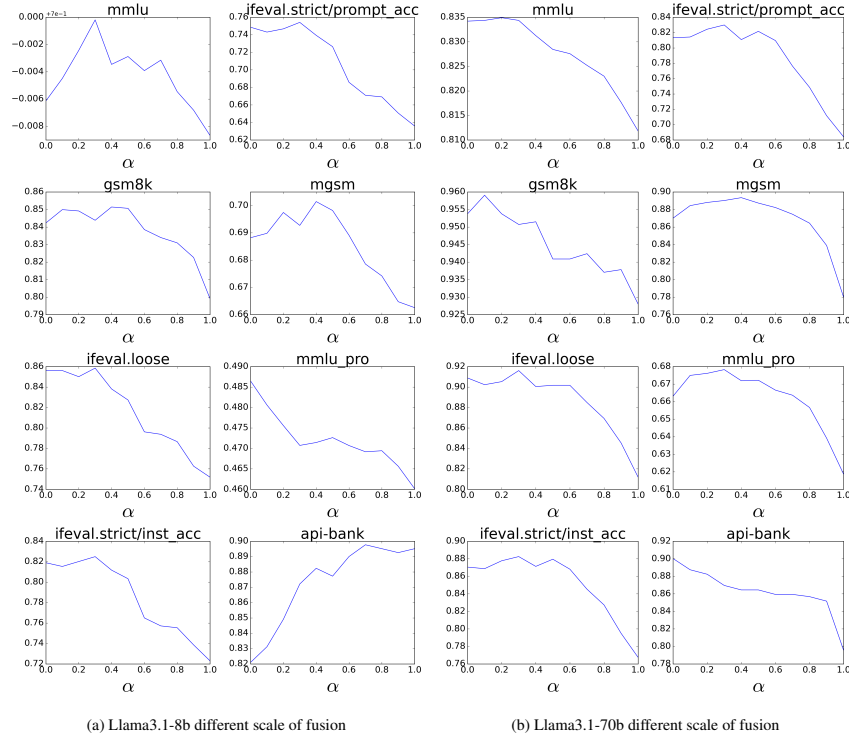 mmlu
+7e−1
−0.000
−0.002
−0.004
−0.006
−0.008
0.0 0.2 0.4 0.6 0.8 1.0
α
ifeval.strict/prompt_acc
0.76
0.74
0.72
0.70
0.68
0.66
0.64
0.62
0.0 0.2 0.4 0.6 0.8 1.0
α
mmlu
0.835
0.830
0.825
0.820
0.815
0.810
0.0 0.2 0.4 0.6 0.8 1.0
α
ifeval.strict/prompt_acc
0.84
0.82
0.80
0.78
0.76
0.74
0.72
0.70
0.68
0.0 0.2 0.4 0.6 0.8 1.0
α
gsm8k
0.86
0.85
0.84
0.83
0.82
0.81
0.80
0.79
0.0 0.2 0.4 0.6 0.8 1.0
α
mgsm
0.70
0.69
0.68
0.67
0.66
0.0 0.2 0.4 0.6 0.8 1.0
α
gsm8k
0.960
0.955
0.950
0.945
0.940
0.935
0.930
0.925
0.0 0.2 0.4 0.6 0.8 1.0
α
mgsm
0.90
0.88
0.86
0.84
0.82
0.80
0.78
0.76
0.0 0.2 0.4 0.6 0.8 1.0
α
ifeval.loose
0.86
0.84
0.82
0.80
0.78
0.76
0.74
0.0 0.2 0.4 0.6 0.8 1.0
α
mmlu_pro
0.490
0.485
0.480
0.475
0.470
0.465
0.460
0.0 0.2 0.4 0.6 0.8 1.0
α
ifeval.loose
0.92
0.90
0.88
0.86
0.84
0.82
0.80
0.0 0.2 0.4 0.6 0.8 1.0
α
mmlu_pro
0.68
0.67
0.66
0.65
0.64
0.63
0.62
0.61
0.0 0.2 0.4 0.6 0.8 1.0
α
ifeval.strict/inst_acc
0.84
0.82
0.80
0.78
0.76
0.74
0.72
0.0 0.2 0.4 0.6 0.8 1.0
α
api-bank
0.90
0.89
0.88
0.87
0.86
0.85
0.84
0.83
0.82
0.0 0.2 0.4 0.6 0.8 1.0
α
ifeval.strict/inst_acc
0.90
0.88
0.86
0.84
0.82
0.80
0.78
0.76
0.0 0.2 0.4 0.6 0.8 1.0
α
api-bank
0.92
0.90
0.88
0.86
0.84
0.82
0.80
0.78
0.0 0.2 0.4 0.6 0.8 1.0
α
(a) Llama3.1-8b different scale of fusion
(b) Llama3.1-70b different scale of fusion